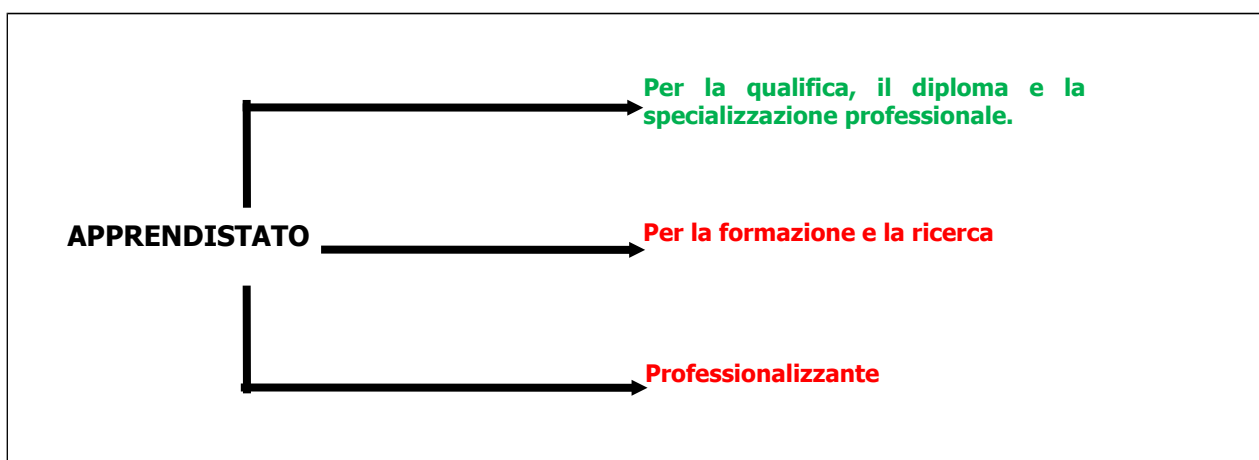 Per la qualifica, il diploma e la
specializzazione professionale.
APPRENDISTATO
Per la formazione e la ricerca
Professionalizzante